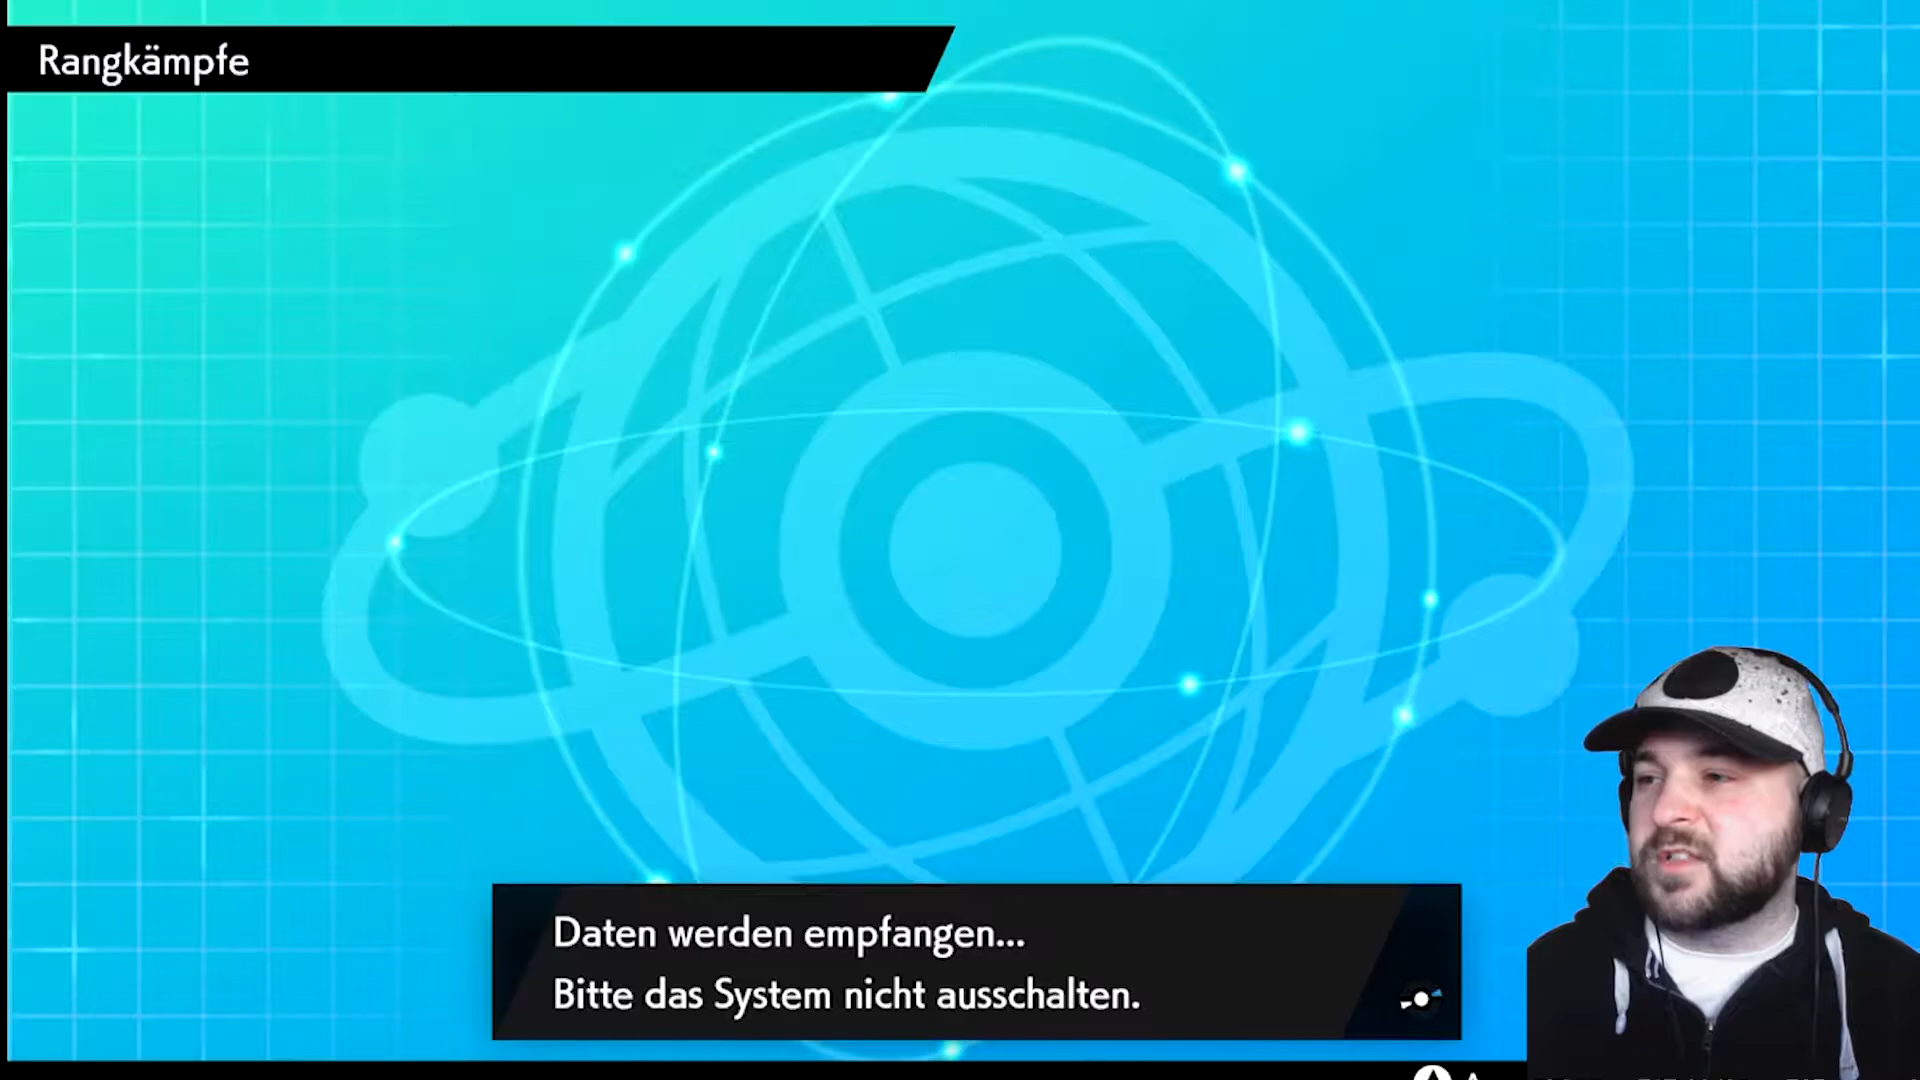 Rangkämpfe
Daten werden empfangen...
Bitte das System nicht ausschalten.